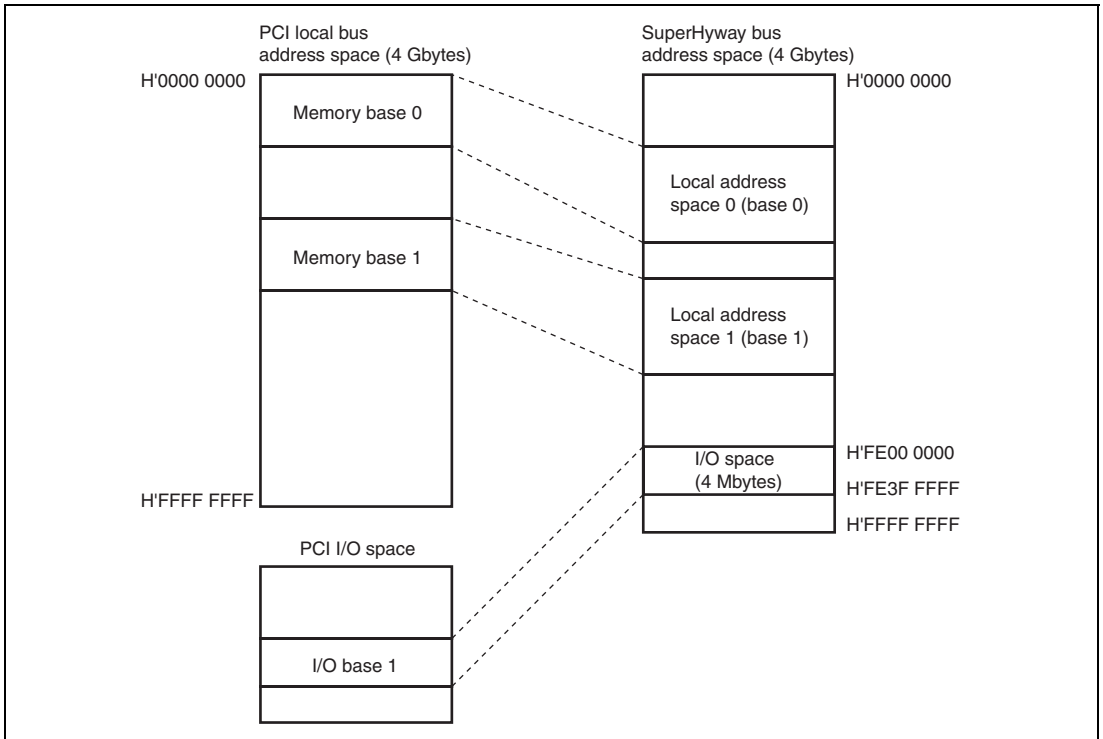 PCI local bus
address space (4 Gbytes)
H'0000 0000
Memory base 0
Memory base 1
H'FFFF FFFF
PCI I/O space
I/O base 1
SuperHyway bus
address space (4 Gbytes)
H'0000 0000
Local address
space 0 (base 0)
Local address
space 1 (base 1)
I/O space
(4 Mbytes)
H'FE00 0000
H'FE3F FFFF
H'FFFF FFFF